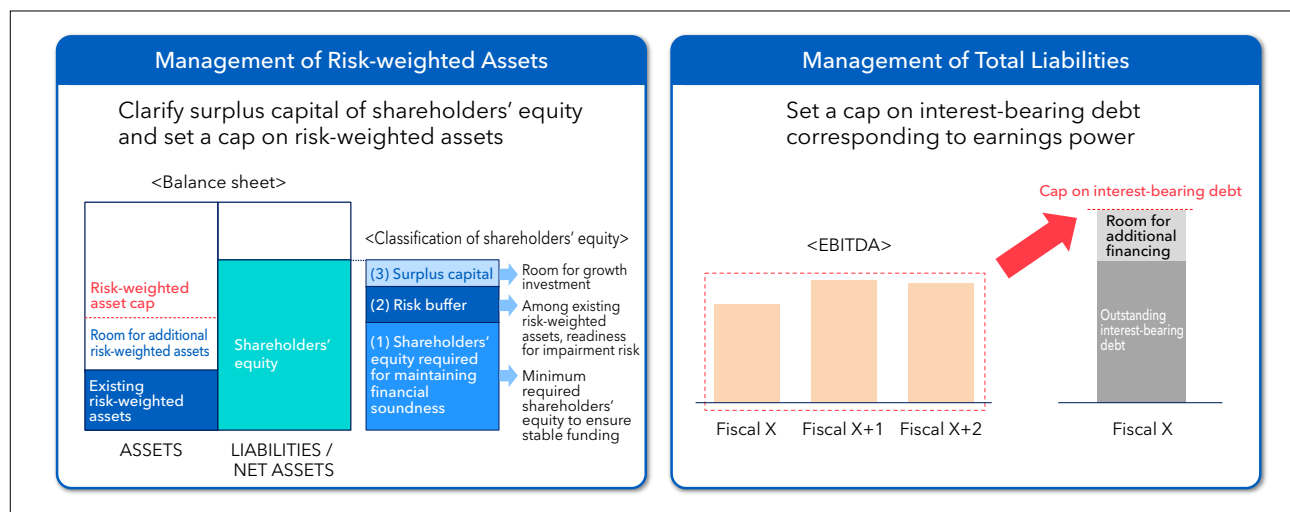 Management of Risk-weighted Assets
Clarify surplus capital of shareholders’ equity
and set a cap on risk-weighted assets
<Balance sheet>
Risk-weighted
asset cap
Room for additional
risk-weighted assets
Existing
risk-weighted
assets
ASSETS
Shareholders’
equity
LIABILITIES /
NET ASSETS
<Classification of shareholders’ equity>
(3) Surplus capital
Room for growth
investment
(2) Risk buffer
Among existing
risk-weighted
assets, readiness
for impairment risk
(1) Shareholders’
equity required
for maintaining
financial
soundness
Minimum
required
shareholders’
equity to ensure
stable funding
Management of Total Liabilities
Set a cap on interest-bearing debt
corresponding to earnings power
<EBITDA>
Fiscal X
Fiscal X+1
Fiscal X+2
Cap on interest-bearing debt
Room for
additional
financing
Outstanding
interest-bearing
debt
Fiscal X